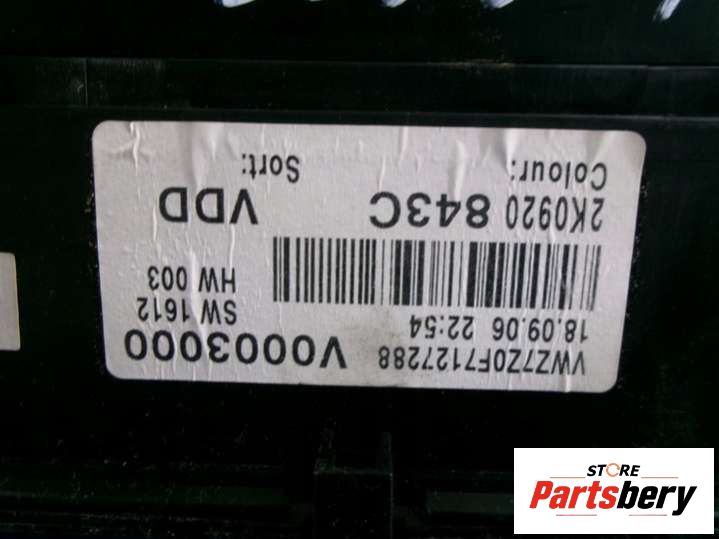 VWZ7Z0F7127288 V0003000
18.09.06 22:54 SW 1612
HW 003
2K0920 843C VDD
Colour: Sort:
STORE
Partsbery